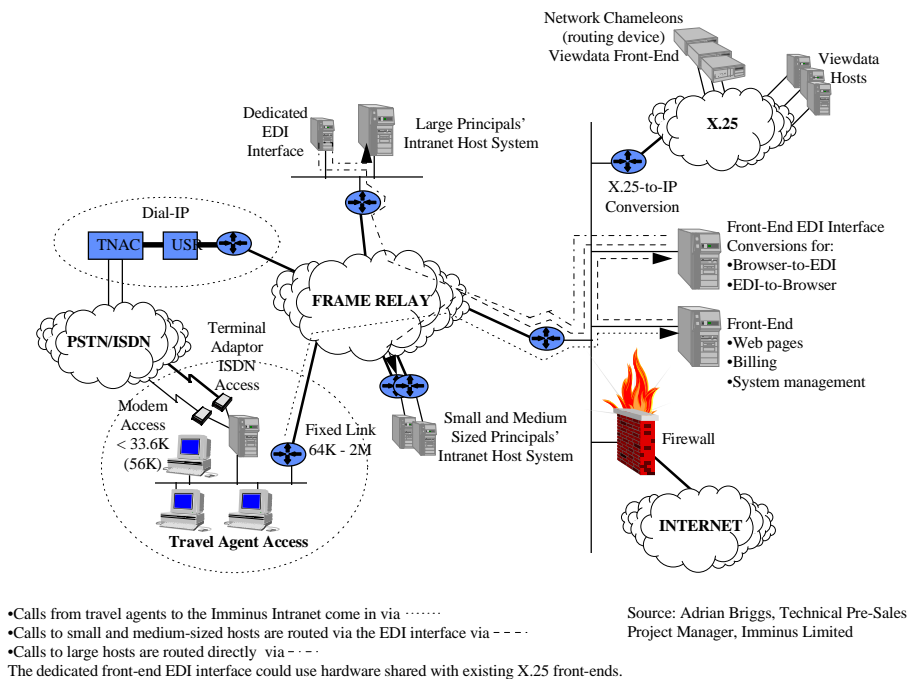 Network Chameleons
(routing device)
Viewdata Front-End
Viewdata
Hosts
X.25
Dedicated
EDI
Interface
Large Principals'
Intranet Host System
X.25-to-IP
Conversion
Dial-IP
TNAC
USR
Front-End EDI Interface
Conversions for:
•Browser-to-EDI
•EDI-to-Browser
FRAME RELAY
PSTN/ISDN
Terminal
Adaptor
ISDN
Access
Front-End
•Web pages
•Billing
•System management
Modem
Access
< 33.6K
(56K)
Fixed Link
64K - 2M
Small and Medium
Sized Principals'
Intranet Host System
Firewall
INTERNET
Travel Agent Access
•Calls from travel agents to the Imminus Intranet come in via ·······
•Calls to small and medium-sized hosts are routed via the EDI interface via – – – ·
•Calls to large hosts are routed directly via – · – ·
The dedicated front-end EDI interface could use hardware shared with existing X.25 front-ends.
Source: Adrian Briggs, Technical Pre-Sales
Project Manager, Imminus Limited